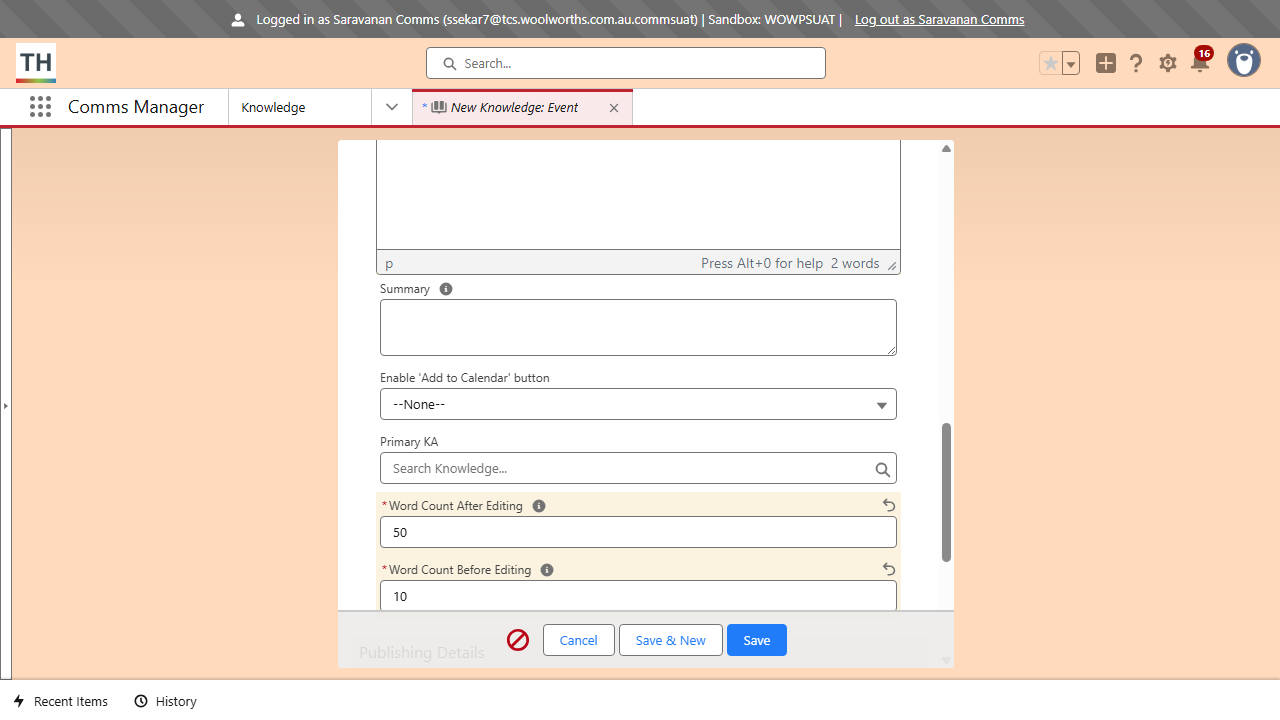 Logged in as Saravanan Comms (ssekar7@tcs.woolworths.com.au.commsuat) | Sandbox: WOWPSUAT | Log out as Saravanan Comms
TH
Search...
16
Comms Manager
Knowledge
* New Knowledge: Event
p
Press Alt+0 for help 2 words
Summary
Enable 'Add to Calendar' button
--None--
Primary KA
Search Knowledge...
*Word Count After Editing
50
*Word Count Before Editing
10
Cancel
Save & New
Save
Publishing Details
Recent Items
History